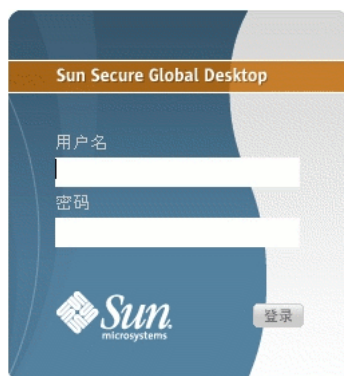 Sun Secure Global Desktop
用户名
密码
Sun
microsystems
登录